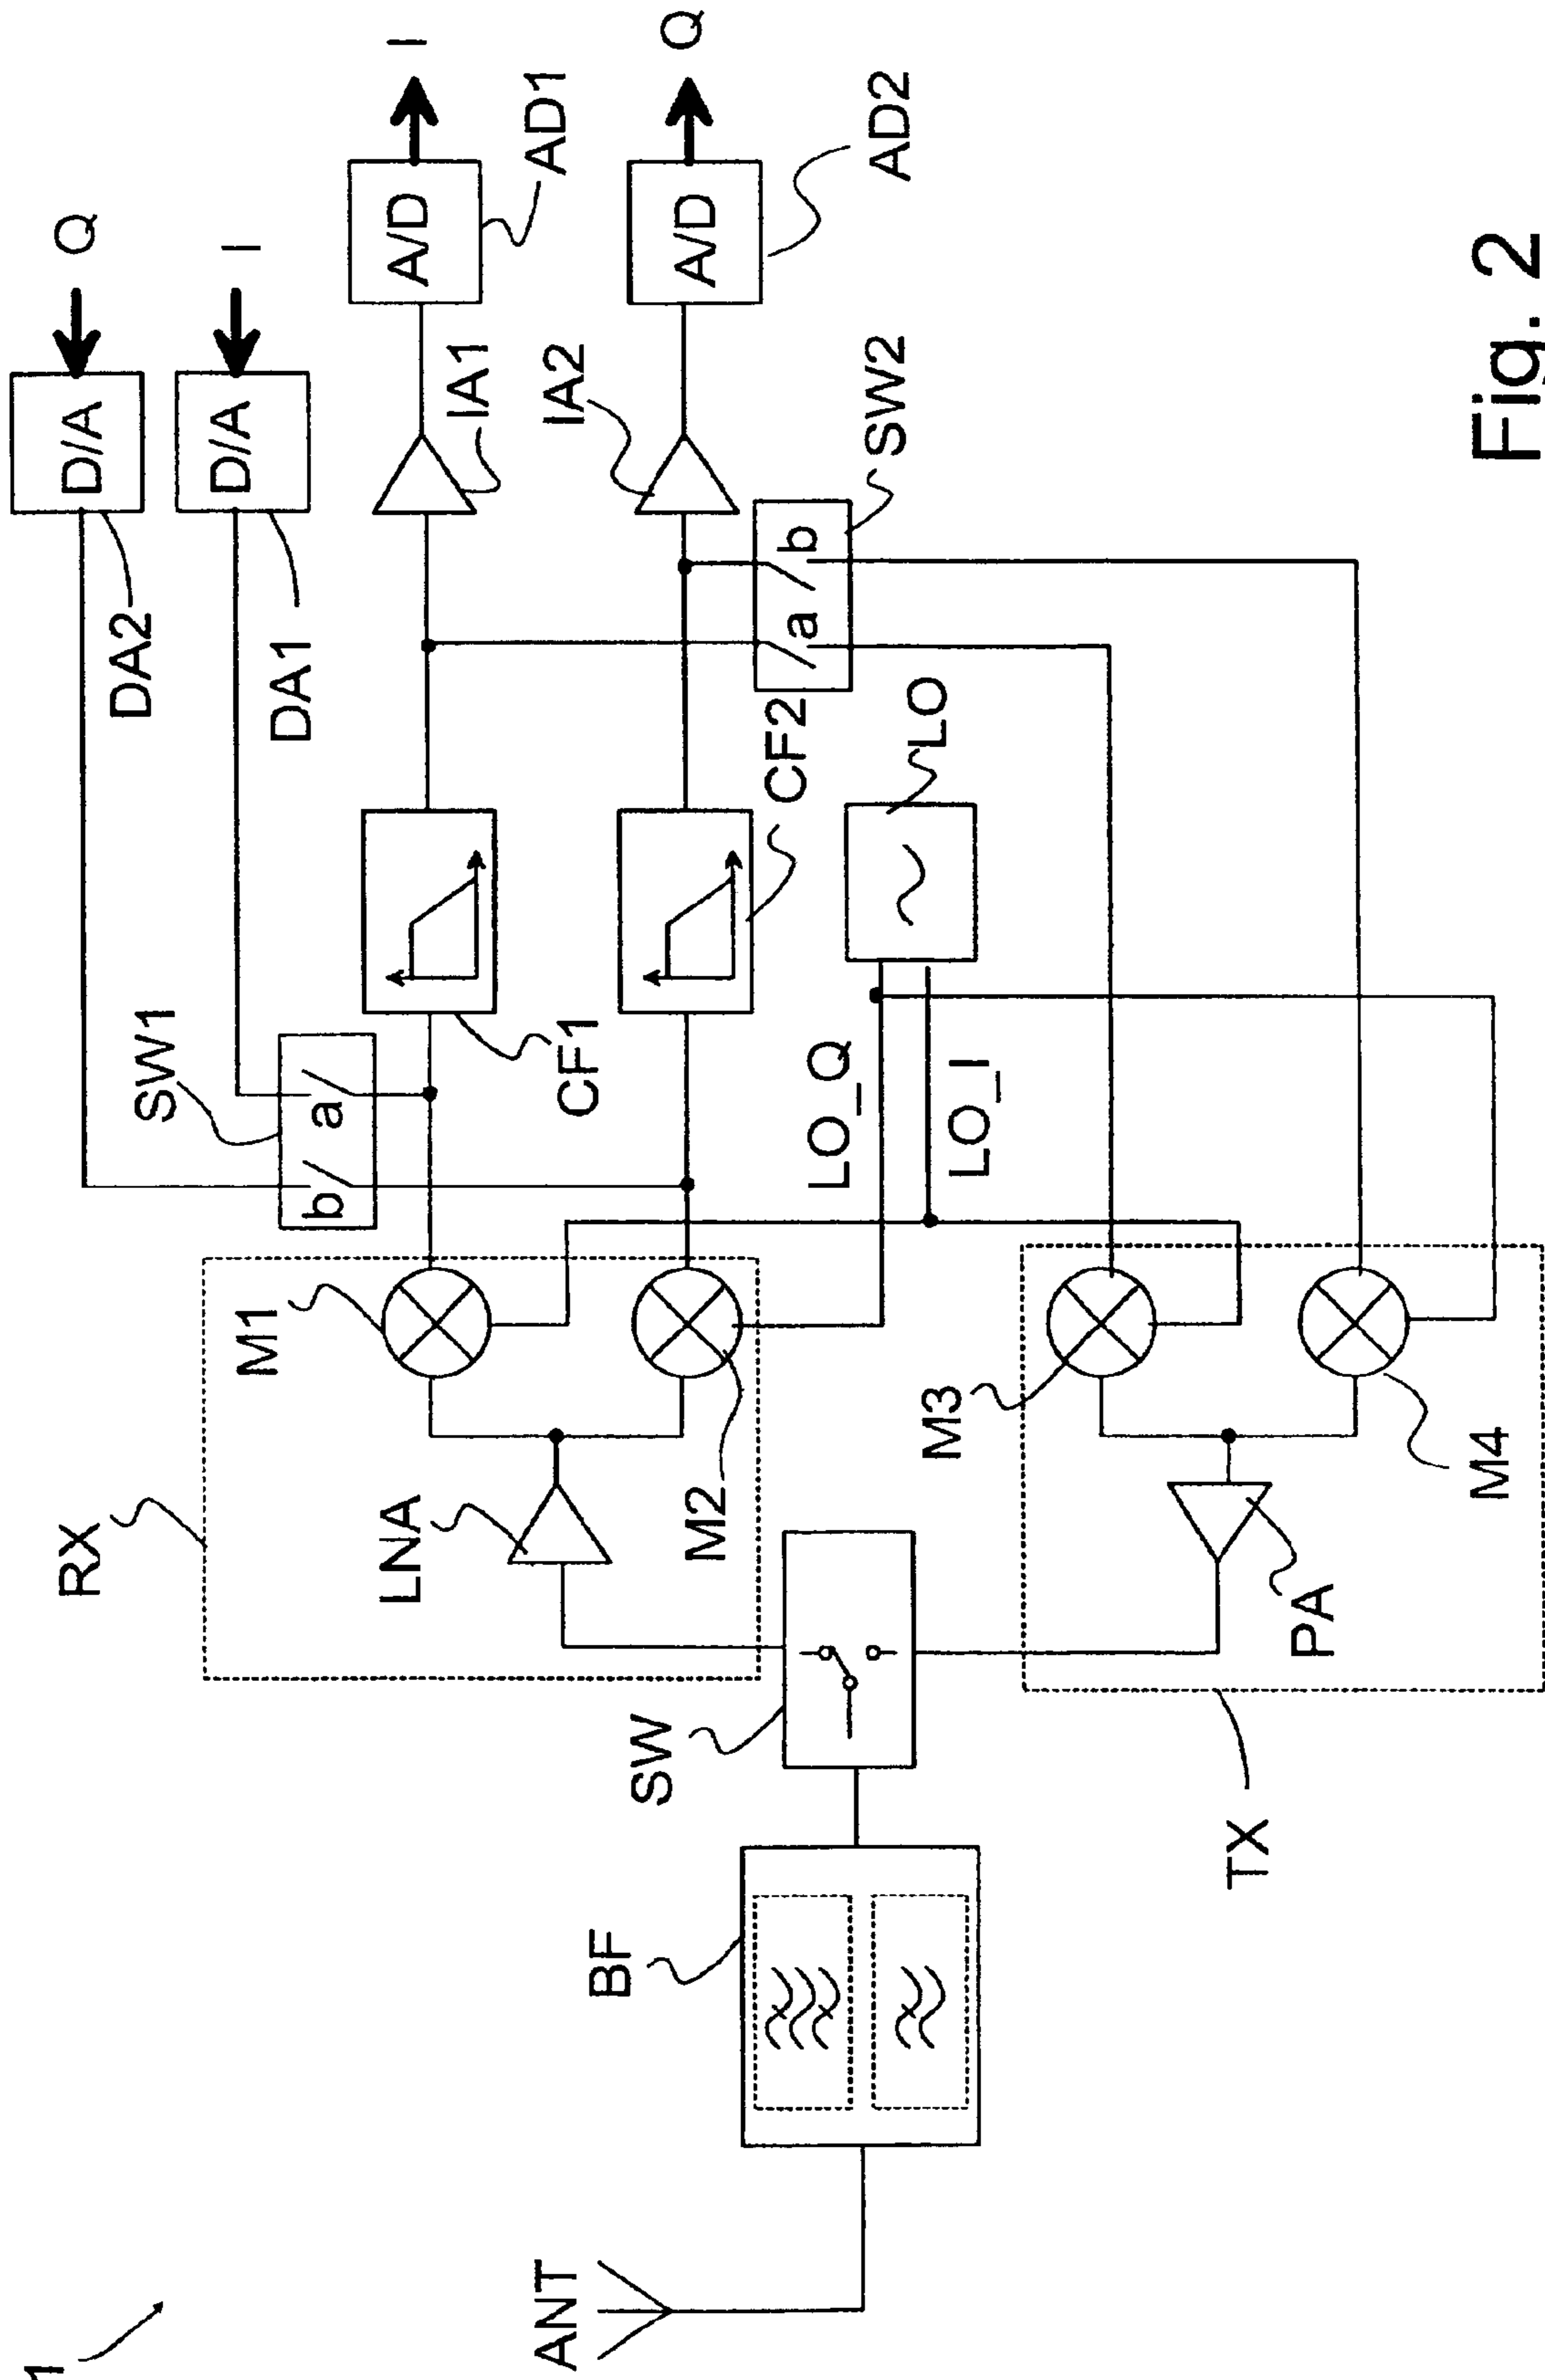 1
ANT
BF
SW
RX
LNA
M1
M2
SW1
b
a
CF1
CF2
DA2
DA1
D/A
Q
D/A
I
IA1
IA2
A/D
I
AD1
A/D
Q
AD2
SW2
a
b
LO
LO_Q
LO_I
M3
M4
PA
TX
Fig. 2